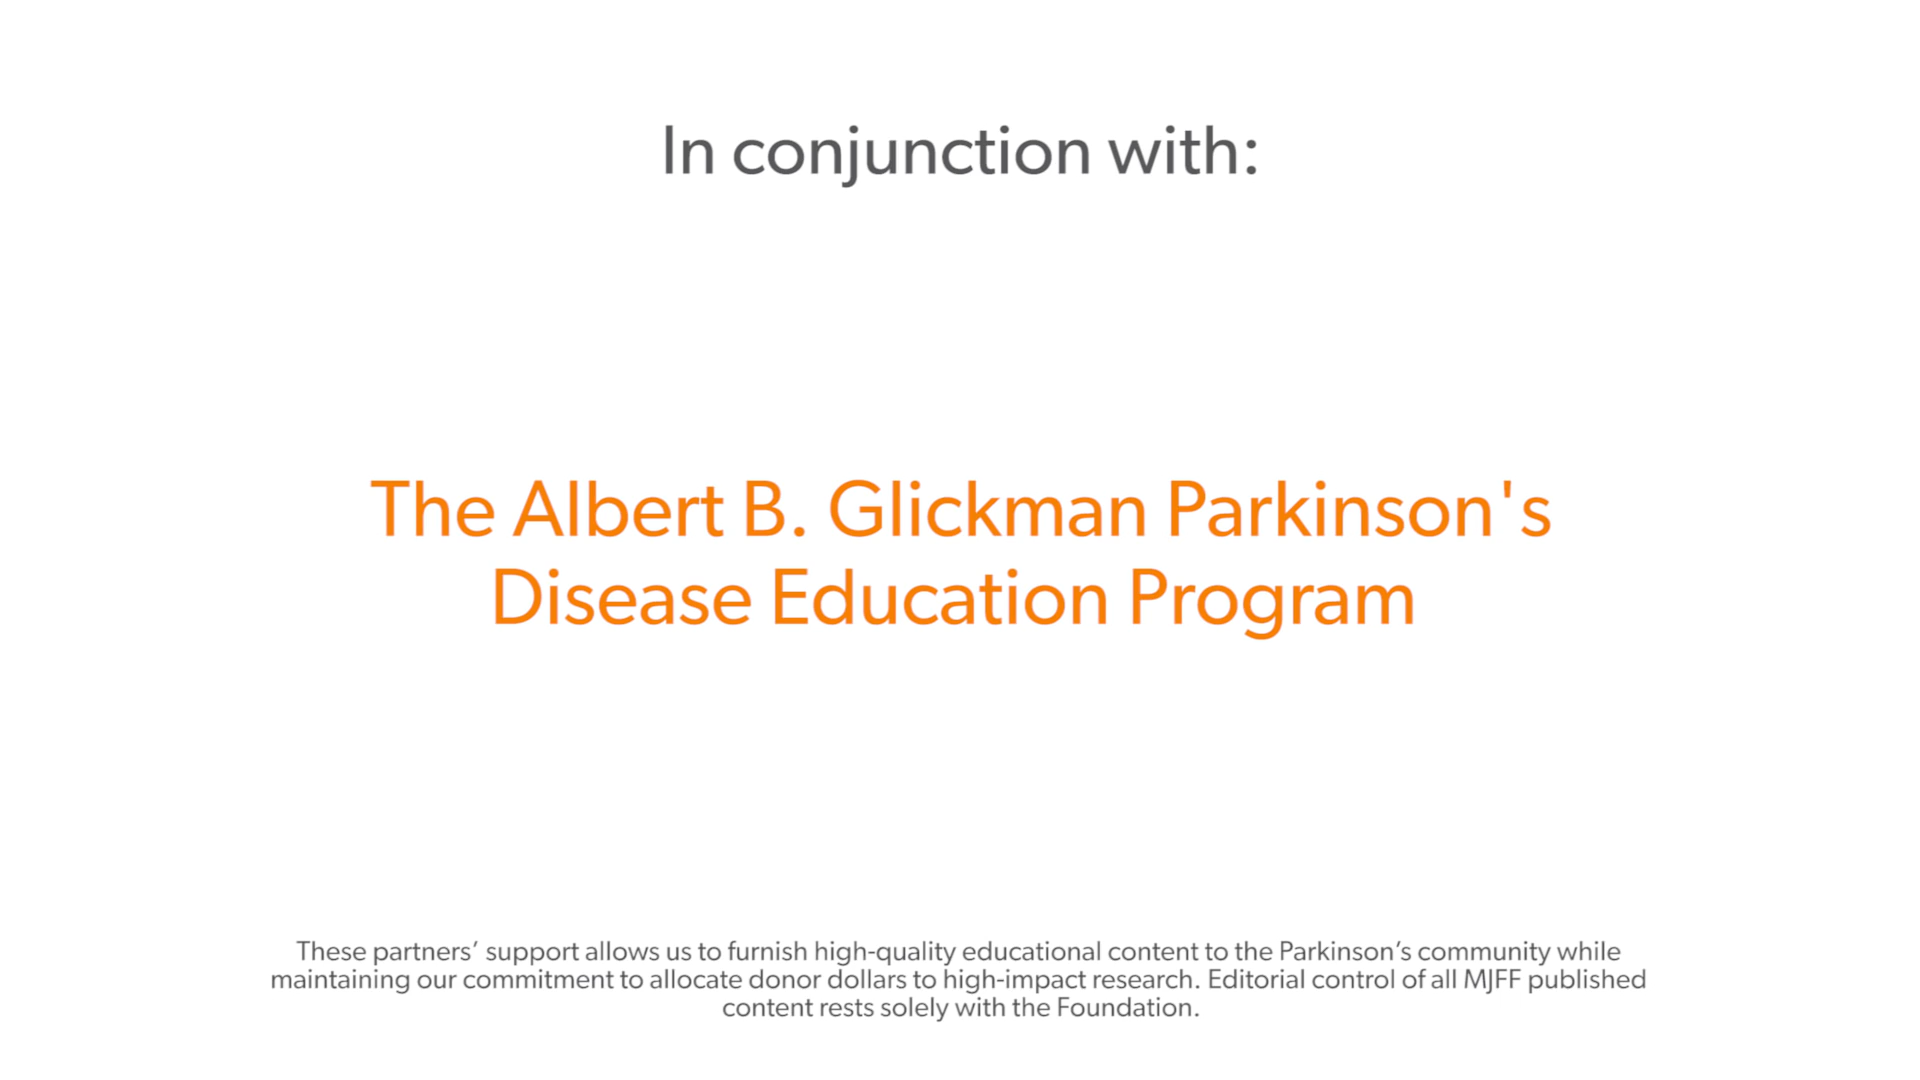 In conjunction with:
The Albert B. Glickman Parkinson's
Disease Education Program
These partners’ support allows us to furnish high-quality educational content to the Parkinson’s community while
maintaining our commitment to allocate donor dollars to high-impact research. Editorial control of all MJFF published
content rests solely with the Foundation.